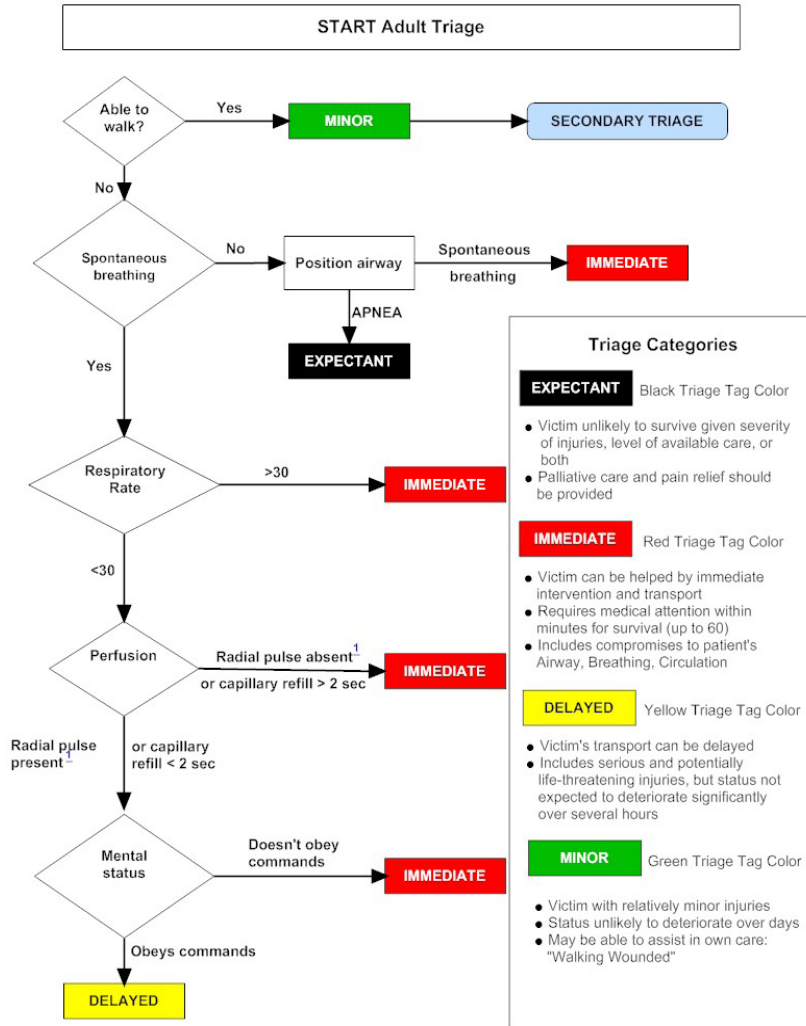 START Adult Triage
Able to
walk?
Yes
MINOR
SECONDARY TRIAGE
No
Spontaneous
breathing
No
Position airway
Spontaneous
breathing
IMMEDIATE
APNEA
EXPECTANT
Yes
Respiratory
Rate
>30
IMMEDIATE
<30
Perfusion
Radial pulse absent 1
or capillary refill > 2 sec
IMMEDIATE
Radial pulse
present 1
or capillary
refill < 2 sec
Mental
status
Doesn't obey
commands
IMMEDIATE
Obeys commands
DELAYED
Triage Categories
EXPECTANT Black Triage Tag Color
● Victim unlikely to survive given severity
of injuries, level of available care, or
both
● Palliative care and pain relief should
be provided
IMMEDIATE Red Triage Tag Color
● Victim can be helped by immediate
intervention and transport
● Requires medical attention within
minutes for survival (up to 60)
● Includes compromises to patient's
Airway, Breathing, Circulation
DELAYED Yellow Triage Tag Color
● Victim's transport can be delayed
● Includes serious and potentially
life-threatening injuries, but status not
expected to deteriorate significantly
over several hours
MINOR Green Triage Tag Color
● Victim with relatively minor injuries
● Status unlikely to deteriorate over days
● May be able to assist in own care:
"Walking Wounded"